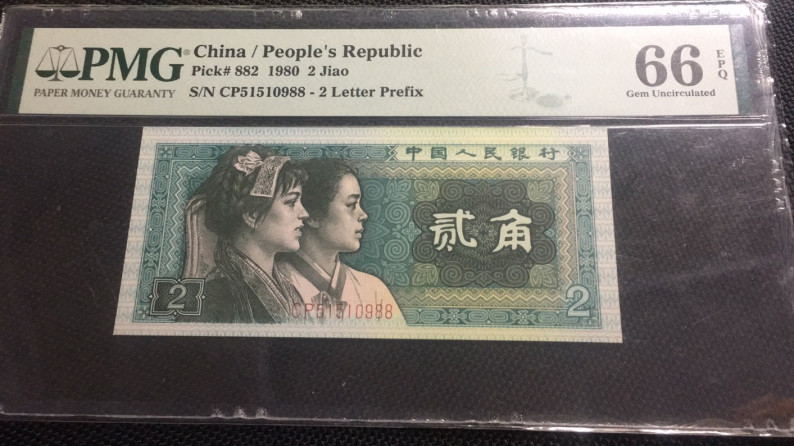 PMG® China / People's Republic
Pick# 882 1980 2 Jiao
PAPER MONEY GUARANTY S/N CP51510988 - 2 Letter Prefix
66 EPQ
Gem Uncirculated
中国人民银行
贰角
2
CP51510988
2